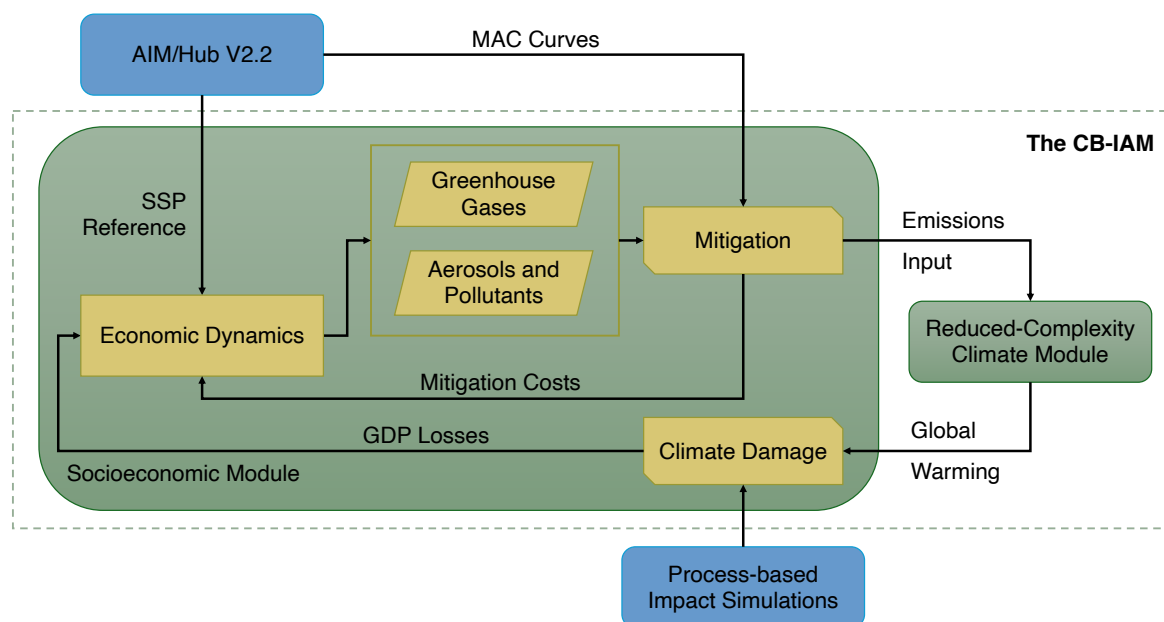 AIM/Hub V2.2
MAC Curves
The CB-IAM
SSP
Reference
Greenhouse
Gases
Aerosols and
Pollutants
Mitigation
Emissions
Input
Economic Dynamics
Reduced-Complexity
Climate Module
Mitigation Costs
GDP Losses
Climate Damage
Global
Warming
Socioeconomic Module
Process-based
Impact Simulations